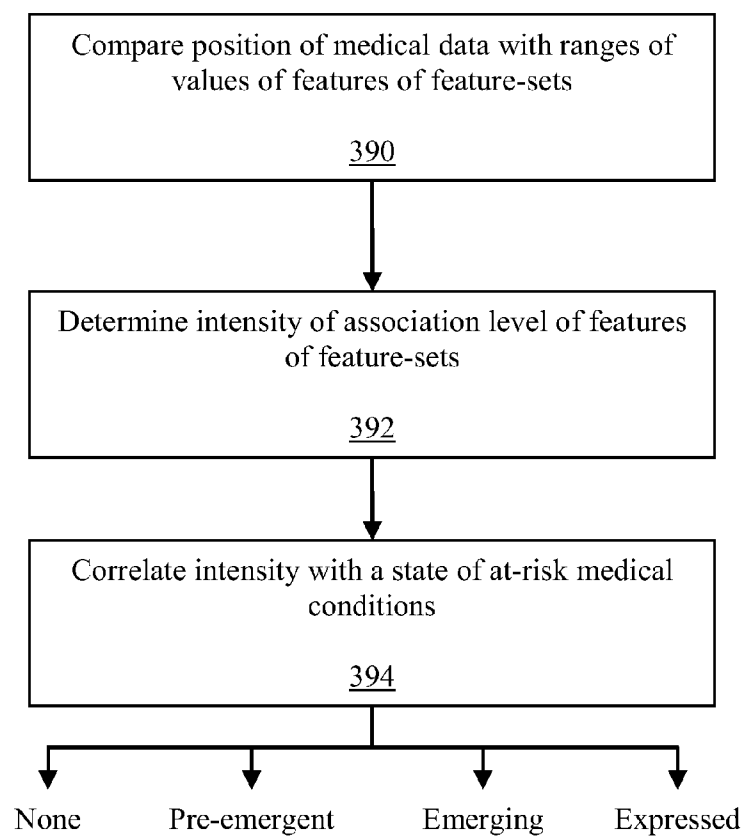 Compare position of medical data with ranges of
values of features of feature-sets
390
Determine intensity of association level of features
of feature-sets
392
Correlate intensity with a state of at-risk medical
conditions
394
None Pre-emergent Emerging Expressed